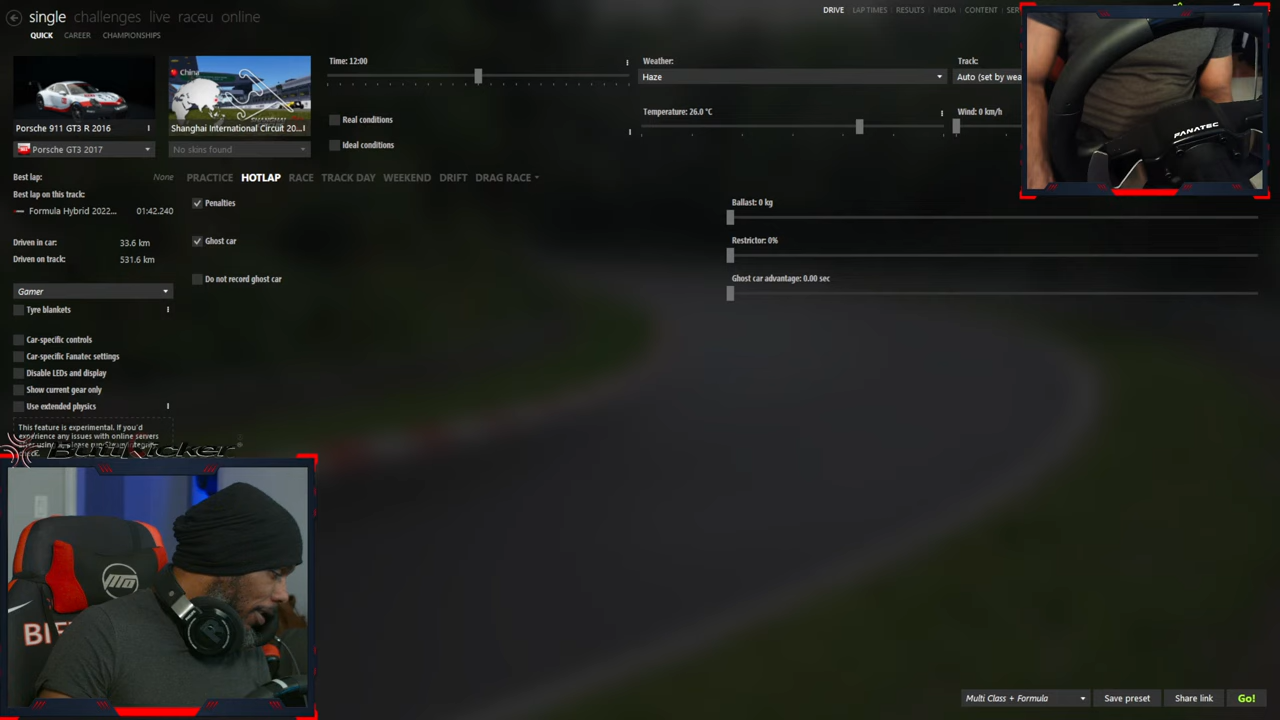 single challenges live raceu online
DRIVE LAP TIMES RESULTS MEDIA CONTENT
QUICK CAREER CHAMPIONSHIPS
Time: 12:00
Weather:
Track:
China
Haze
Auto (set by wea
Temperature: 26.0 °C
Wind: 0 km/h
Real conditions
Porsche 911 GT3 R 2016
Shanghai International Circuit 20...
Ideal conditions
Porsche GT3 2017
No skins found
FANATEC
Best lap: None
PRACTICE HOTLAP RACE TRACK DAY WEEKEND DRIFT DRAG RACE
Best lap on this track:
Formula Hybrid 2022... 01:42.240
Penalties
Ballast: 0 kg
Driven in car: 33.6 km
Ghost car
Restrictor: 0%
Driven on track: 531.6 km
Do not record ghost car
Ghost car advantage: 0.00 sec
Gamer
Tyre blankets
Car-specific controls
Car-specific Fanatec settings
Disable LEDs and display
Show current gear only
Use extended physics
This feature is experimental. If you'd
experience any issues with online servers
ButtKicker
Multi Class + Formula
Save preset
Share link
Go!